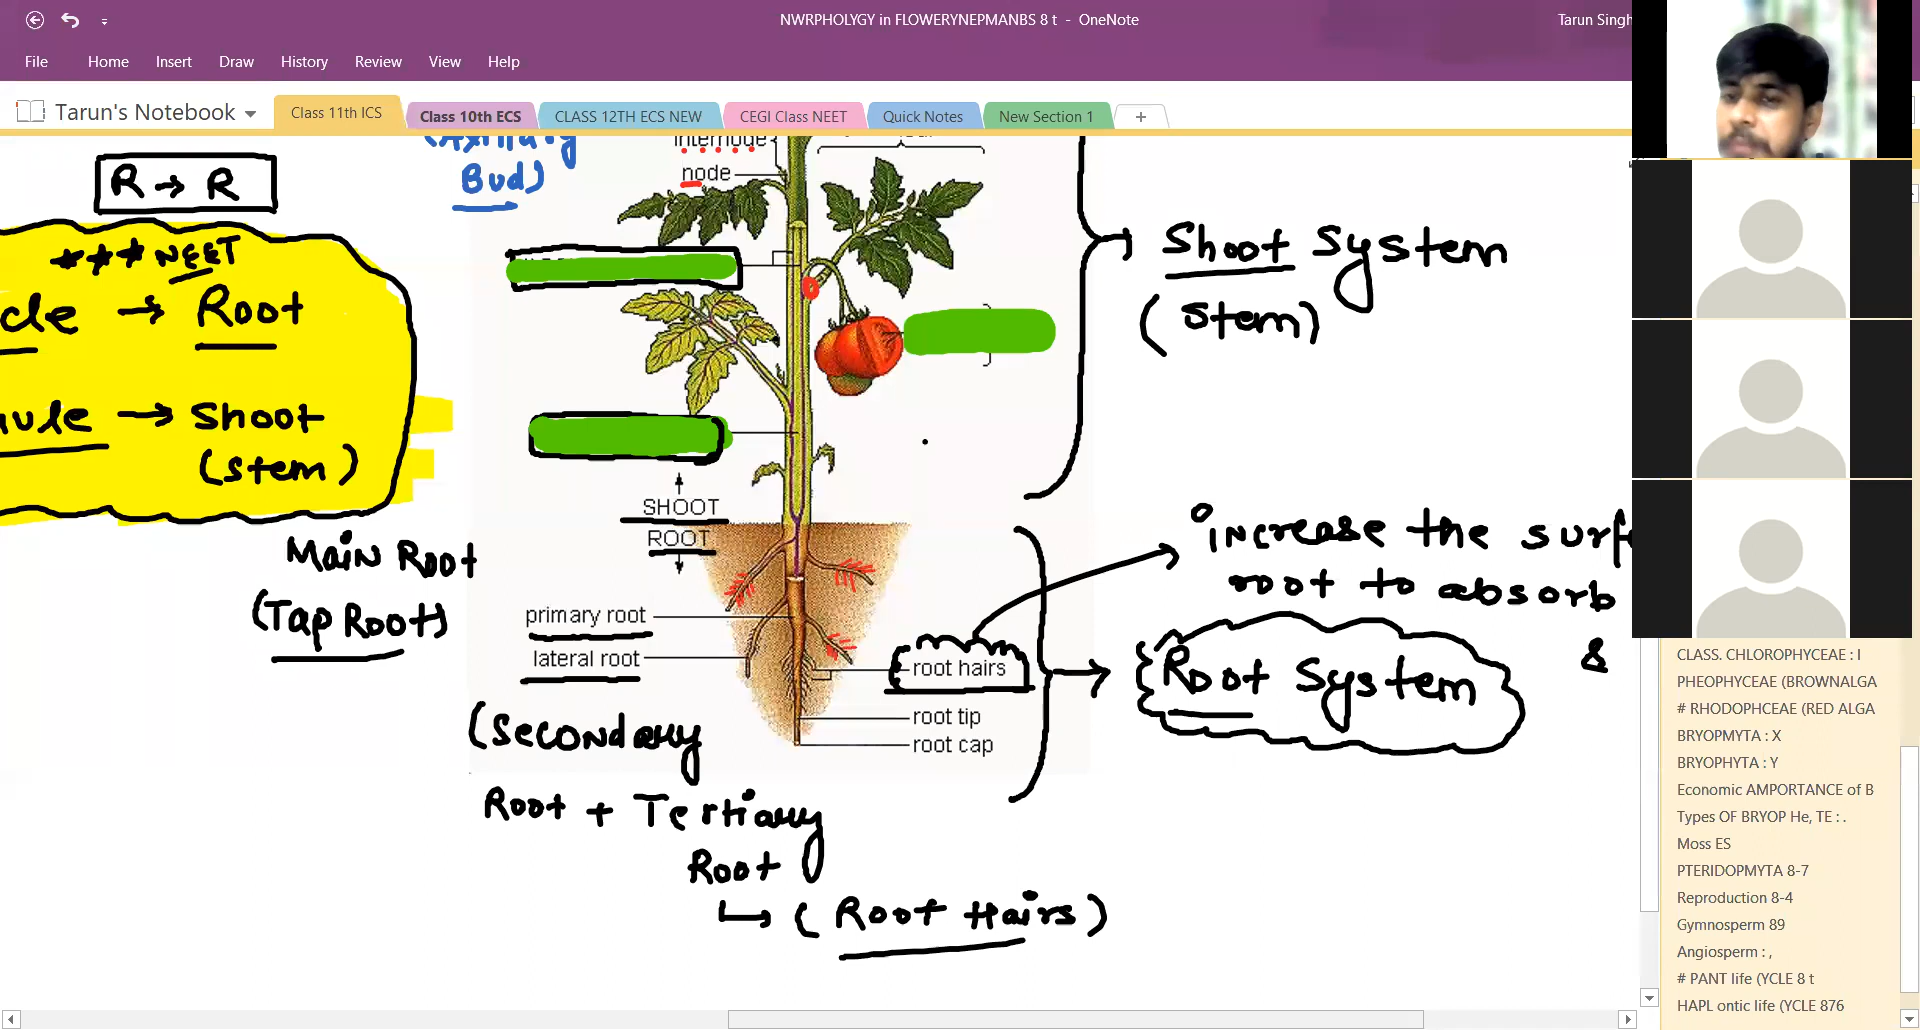 NWRPHOLYGY in FLOWERYNEPMANBS 8 t - OneNote
Tarun Singh
File Home Insert Draw History Review View Help
Tarun's Notebook
Class 11th ICS
Class 10th ECS
CLASS 12TH ECS NEW
CEGI Class NEET
Quick Notes
New Section 1
R → R
*** NEET
→ Root
→ Shoot
(stem)
Bud)
internode
node
SHOOT
ROOT
primary root
lateral root
root hairs
root tip
root cap
Main Root
(Tap Root)
(Secondary
Root + Tertiary
Root
(Root Hairs)
Shoot System
(Stem)
increase the
root to absorb
&
{Root System
CLASS. CHLOROPHYCEAE : I
PHEOPHYCEAE (BROWNALGA
# RHODOPHCEAE (RED ALGA
BRYOPMYTA : X
BRYOPHYTA : Y
Economic AMPORTANCE of B
Types OF BRYOP He, TE : .
Moss ES
PTERIDOPMYTA 8-7
Reproduction 8-4
Gymnosperm 89
Angiosperm : ,
# PANT life (YCLE 8 t
HAPL ontic life (YCLE 876